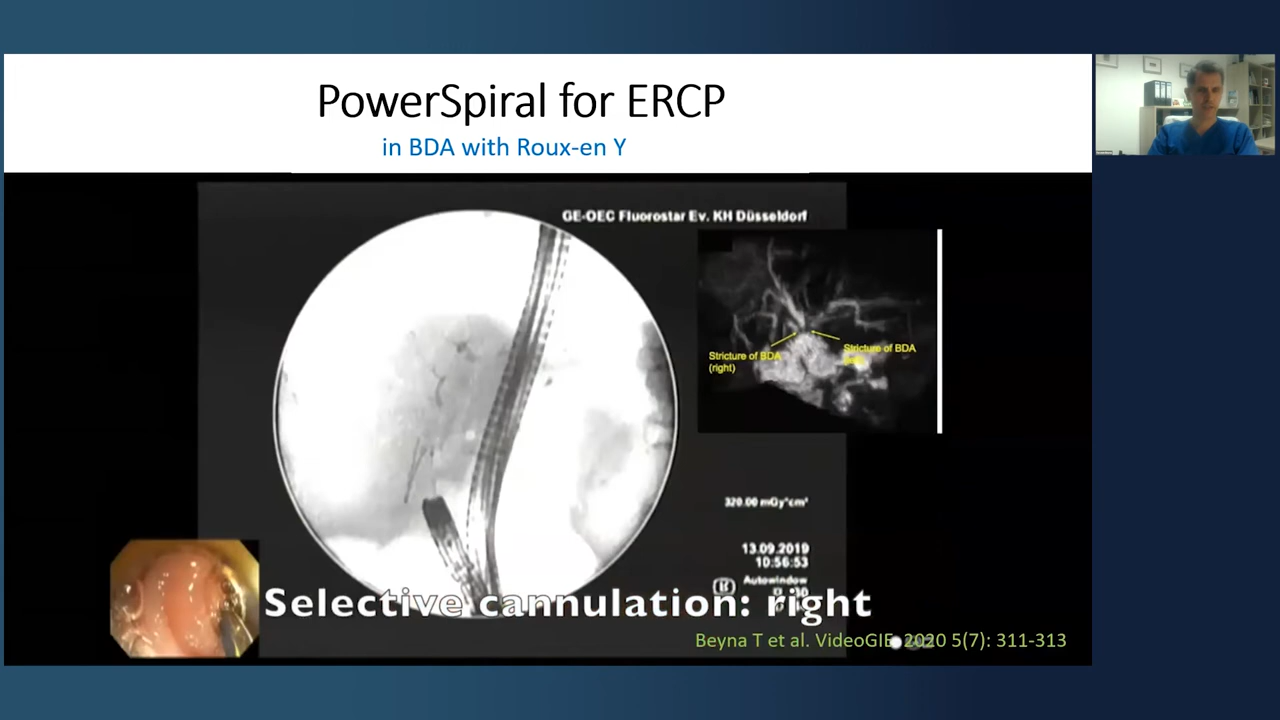 PowerSpiral for ERCP
in BDA with Roux-en Y
GE-OEC Fluorostar Ev. KH Düsseldorf
Stricture of BDA
(right)
Stricture of BDA
320.00 mGy*cm²
13.09.2019
10:56:53
Autowindow
R
Selective cannulation: right
Beyna T et al. VideoGIE 2020 5(7): 311-313